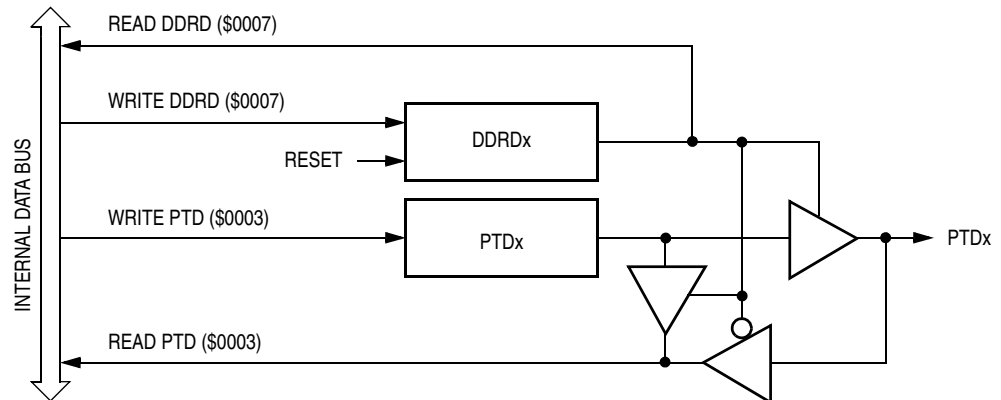 READ DDRD ($0007)
WRITE DDRD ($0007)
DDRDx
RESET
INTERNAL DATA BUS
WRITE PTD ($0003)
PTDx
PTDx
READ PTD ($0003)